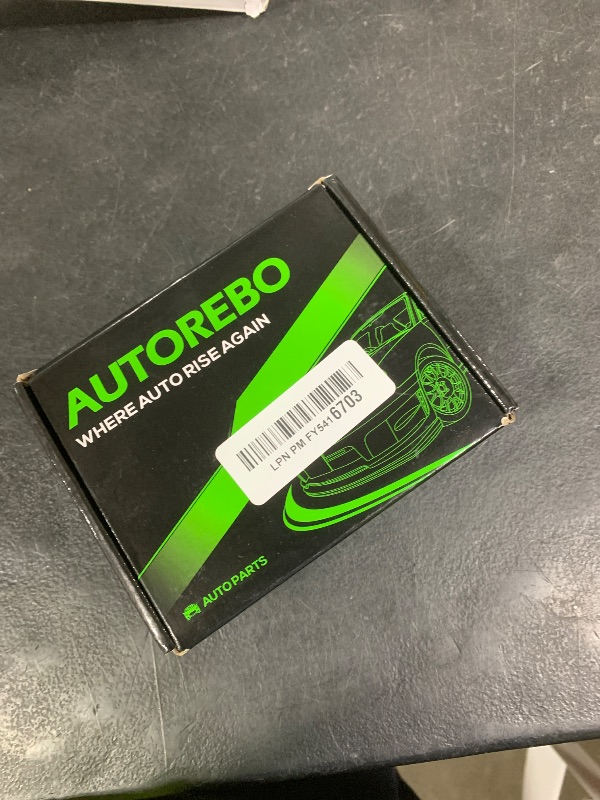 AUTOREBO
WHERE AUTO RISE AGAIN
LPN PM FY5416703
AUTO PARTS